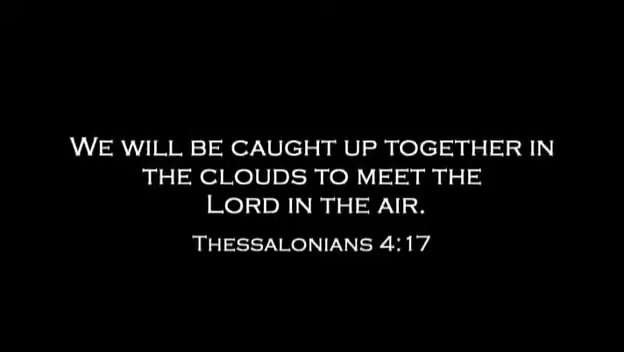 We will be caught up together in
the clouds to meet the
Lord in the air.
Thessalonians 4:17